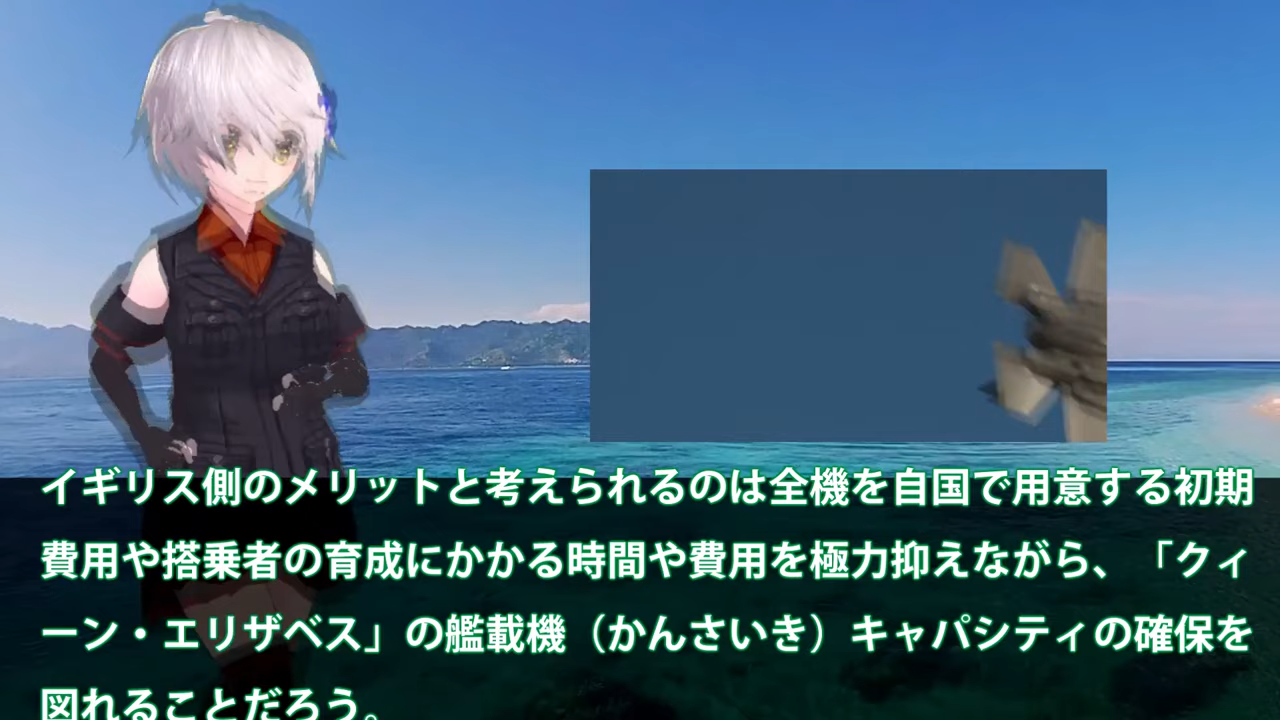 イギリス側のメリットと考えられるのは全機を自国で用意する初期
費用や搭乗者の育成にかかる時間や費用を極力抑えながら、「クィ
ーン・エリザベス」の艦載機（かんさいき）キャパシティの確保を
図れることだろう。